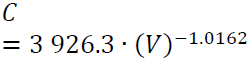 C
= 3 926.3 · (V)⁻¹·⁰¹⁶²